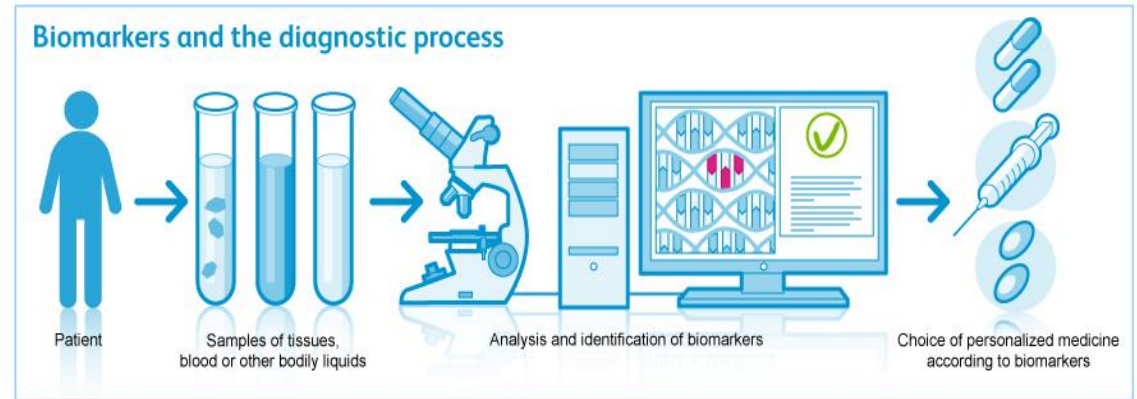 Biomarkers and the diagnostic process
Patient
Samples of tissues,
blood or other bodily liquids
Analysis and identification of biomarkers
Choice of personalized medicine
according to biomarkers